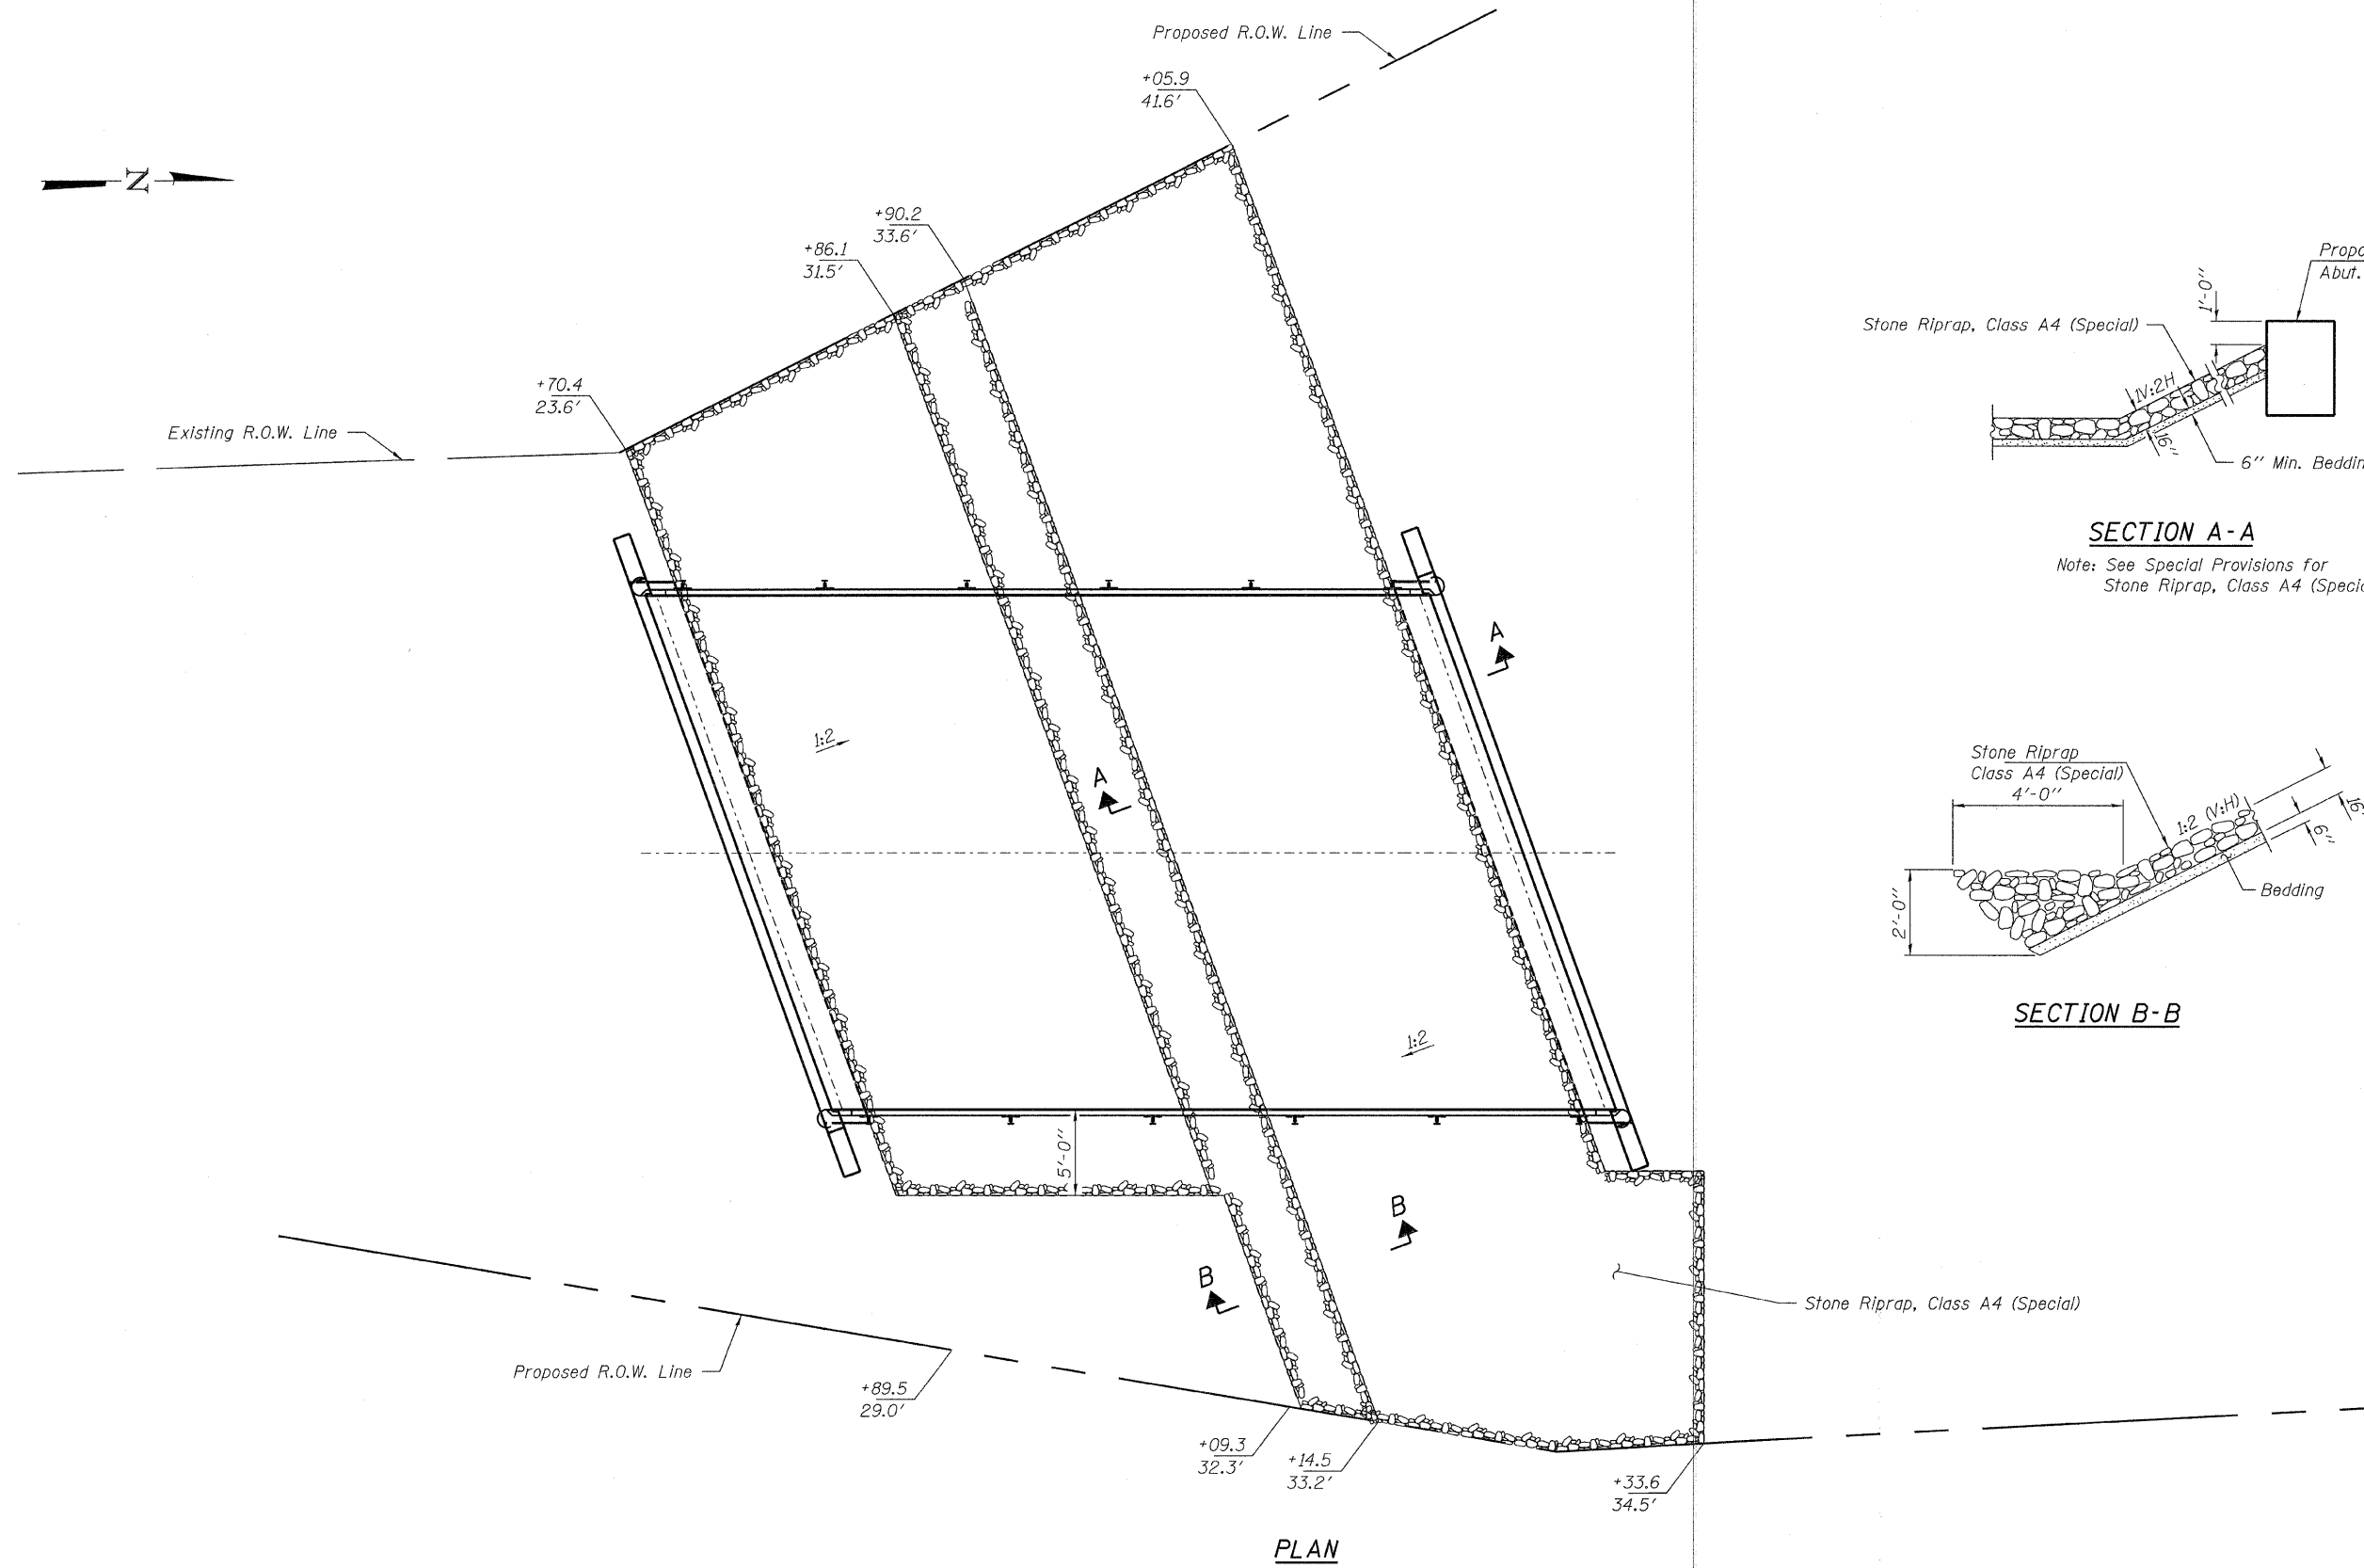 Proposed R.O.W. Line
+05.9
41.6'
N
+90.2
33.6'
+86.1
31.5'
+70.4
23.6'
Existing R.O.W. Line
1:2
A
A
1:2
5'-0"
B
B
Stone Riprap, Class A4 (Special)
Proposed R.O.W. Line
+89.5
29.0'
+09.3
32.3'
+14.5
33.2'
+33.6
34.5'
PLAN
Abut.
1'-0"
Stone Riprap, Class A4 (Special)
1V:2H
16"
6" Min.
SECTION A-A
Note: See Special Provisions for
Stone Riprap, Class A4
Stone Riprap
Class A4 (Special)
4'-0"
1:2 (V:H)
6"
2'-0"
Bedding
SECTION B-B